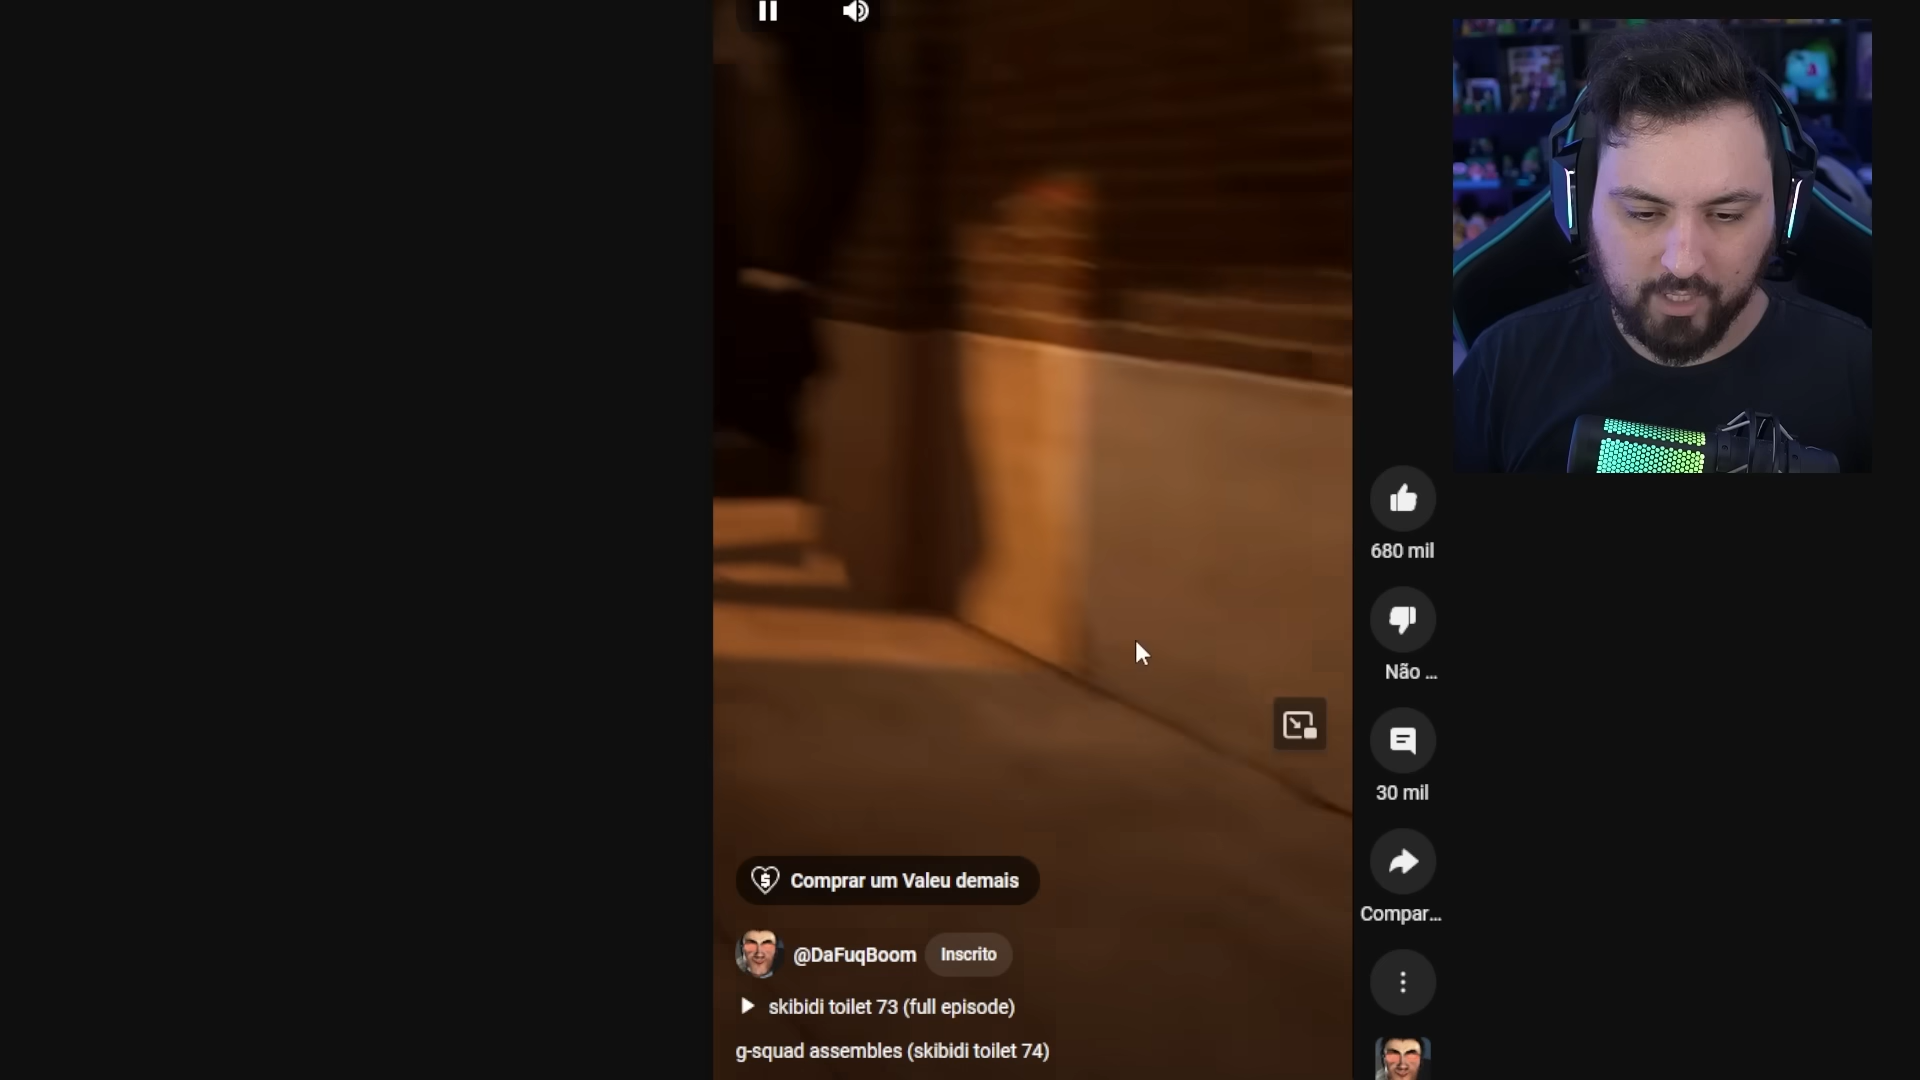 680 mil
Não ...
30 mil
Compar...
Comprar um Valeu demais
@DaFuqBoom
Inscrito
skibidi toilet 73 (full episode)
g-squad assembles (skibidi toilet 74)